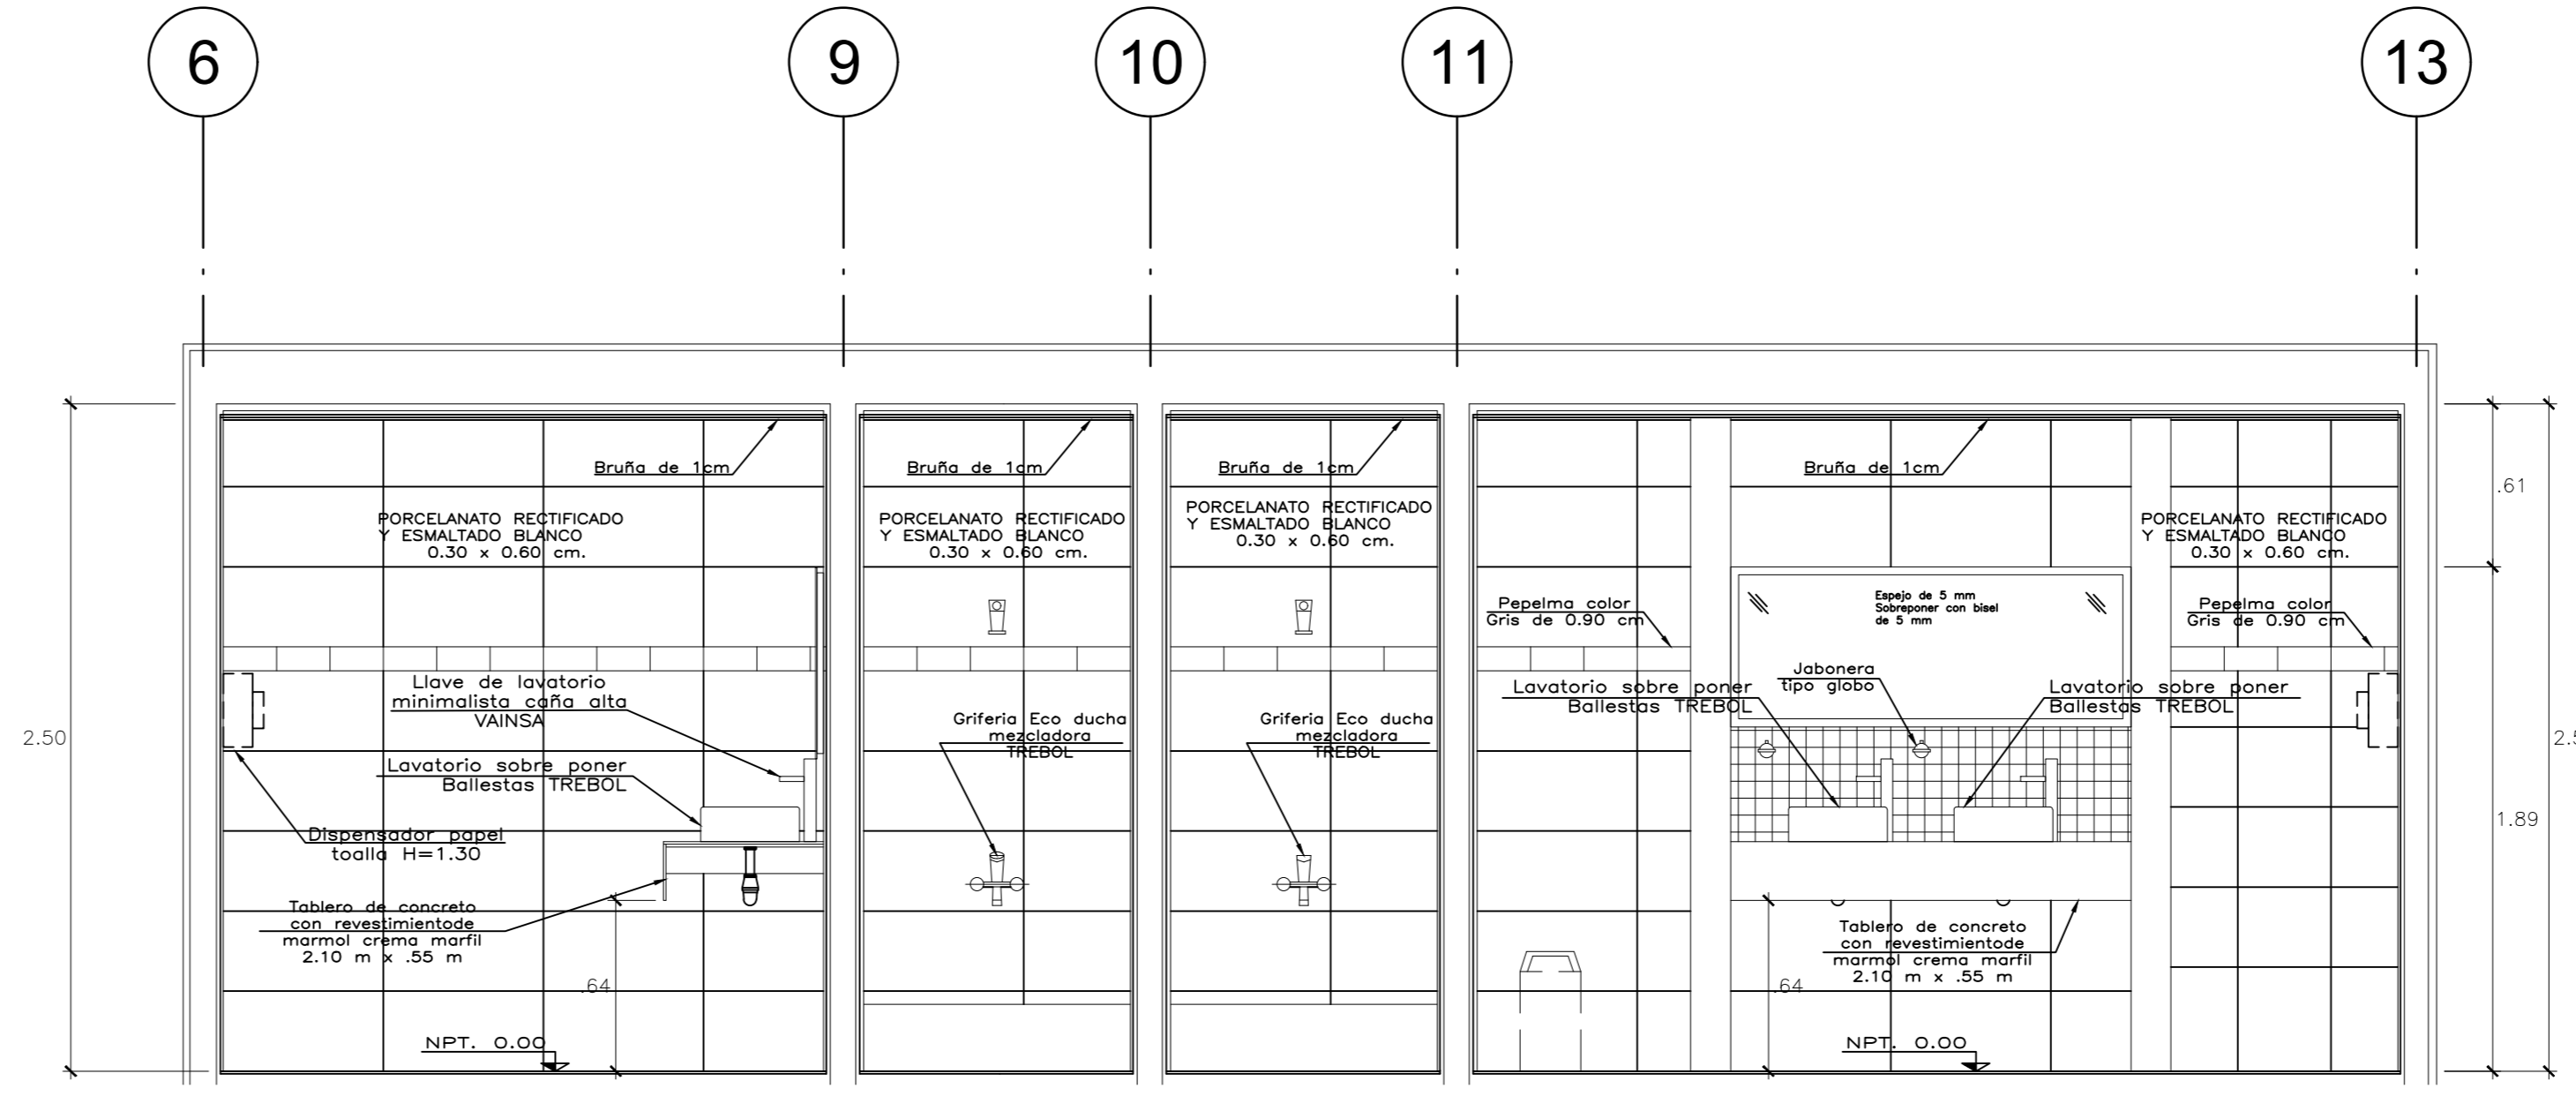 6
9
10
11
13
Bruña de 1cm
Bruña de 1cm
Bruña de 1cm
Bruña de 1cm
PORCELANATO RECTIFICADO
Y ESMALTADO BLANCO
0.30 x 0.60 cm.
PORCELANATO RECTIFICADO
Y ESMALTADO BLANCO
0.30 x 0.60 cm.
PORCELANATO RECTIFICADO
Y ESMALTADO BLANCO
0.30 x 0.60 cm.
PORCELANATO RECTIFICADO
Y ESMALTADO BLANCO
0.30 x 0.60 cm.
.61
Pepelma color
Gris de 0.90 cm
Espejo de 5 mm
Sobreponer con bisel
de 5 mm
Pepelma color
Gris de 0.90 cm
Llave de lavatorio
minimalista caña alta
VAINSA
Lavatorio sobre poner
Ballestas TREBOL
Jabonera
tipo globo
Lavatorio sobre poner
Ballestas TREBOL
Griferia Eco ducha
mezcladora
TREBOL
Griferia Eco ducha
mezcladora
TREBOL
2.50
2.5
Lavatorio sobre poner
Ballestas TREBOL
Dispensador papel
toalla H=1.30
1.89
Tablero de concreto
con revestimientode
marmol crema marfil
2.10 m x .55 m
Tablero de concreto
con revestimientode
marmol crema marfil
2.10 m x .55 m
.64
.64
NPT. 0.00
NPT. 0.00